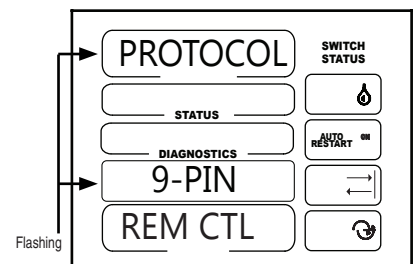 PROTOCOL
SWITCH
STATUS
STATUS
AUTO ON
RESTART
DIAGNOSTICS
9-PIN
REM CTL
Flashing